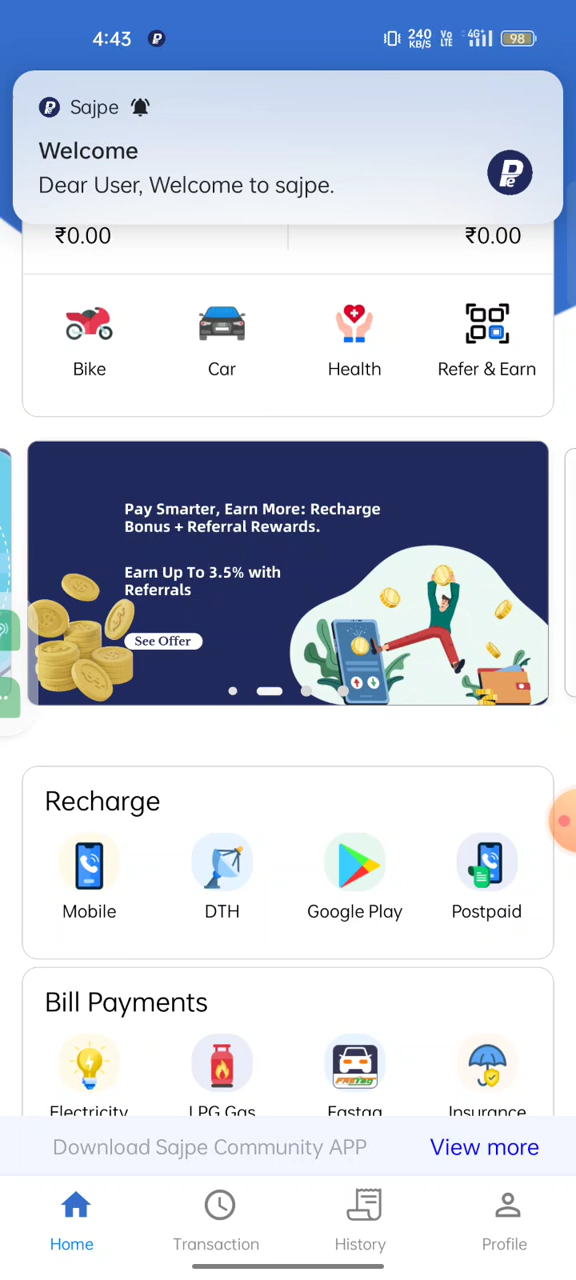 4:43
240
KB/S
Vo
LTE
4G+
98
Sajpe
Welcome
Dear User, Welcome to sajpe.
₹0.00 ₹0.00
Bike Car Health Refer & Earn
Pay Smarter, Earn More: Recharge
Bonus + Referral Rewards.
Earn Up To 3.5% with
Referrals
See Offer
Recharge
Mobile DTH Google Play Postpaid
Bill Payments
Electricity LPG Gas Fastag Insurance
Download Sajpe Community APP View more
Home Transaction History Profile